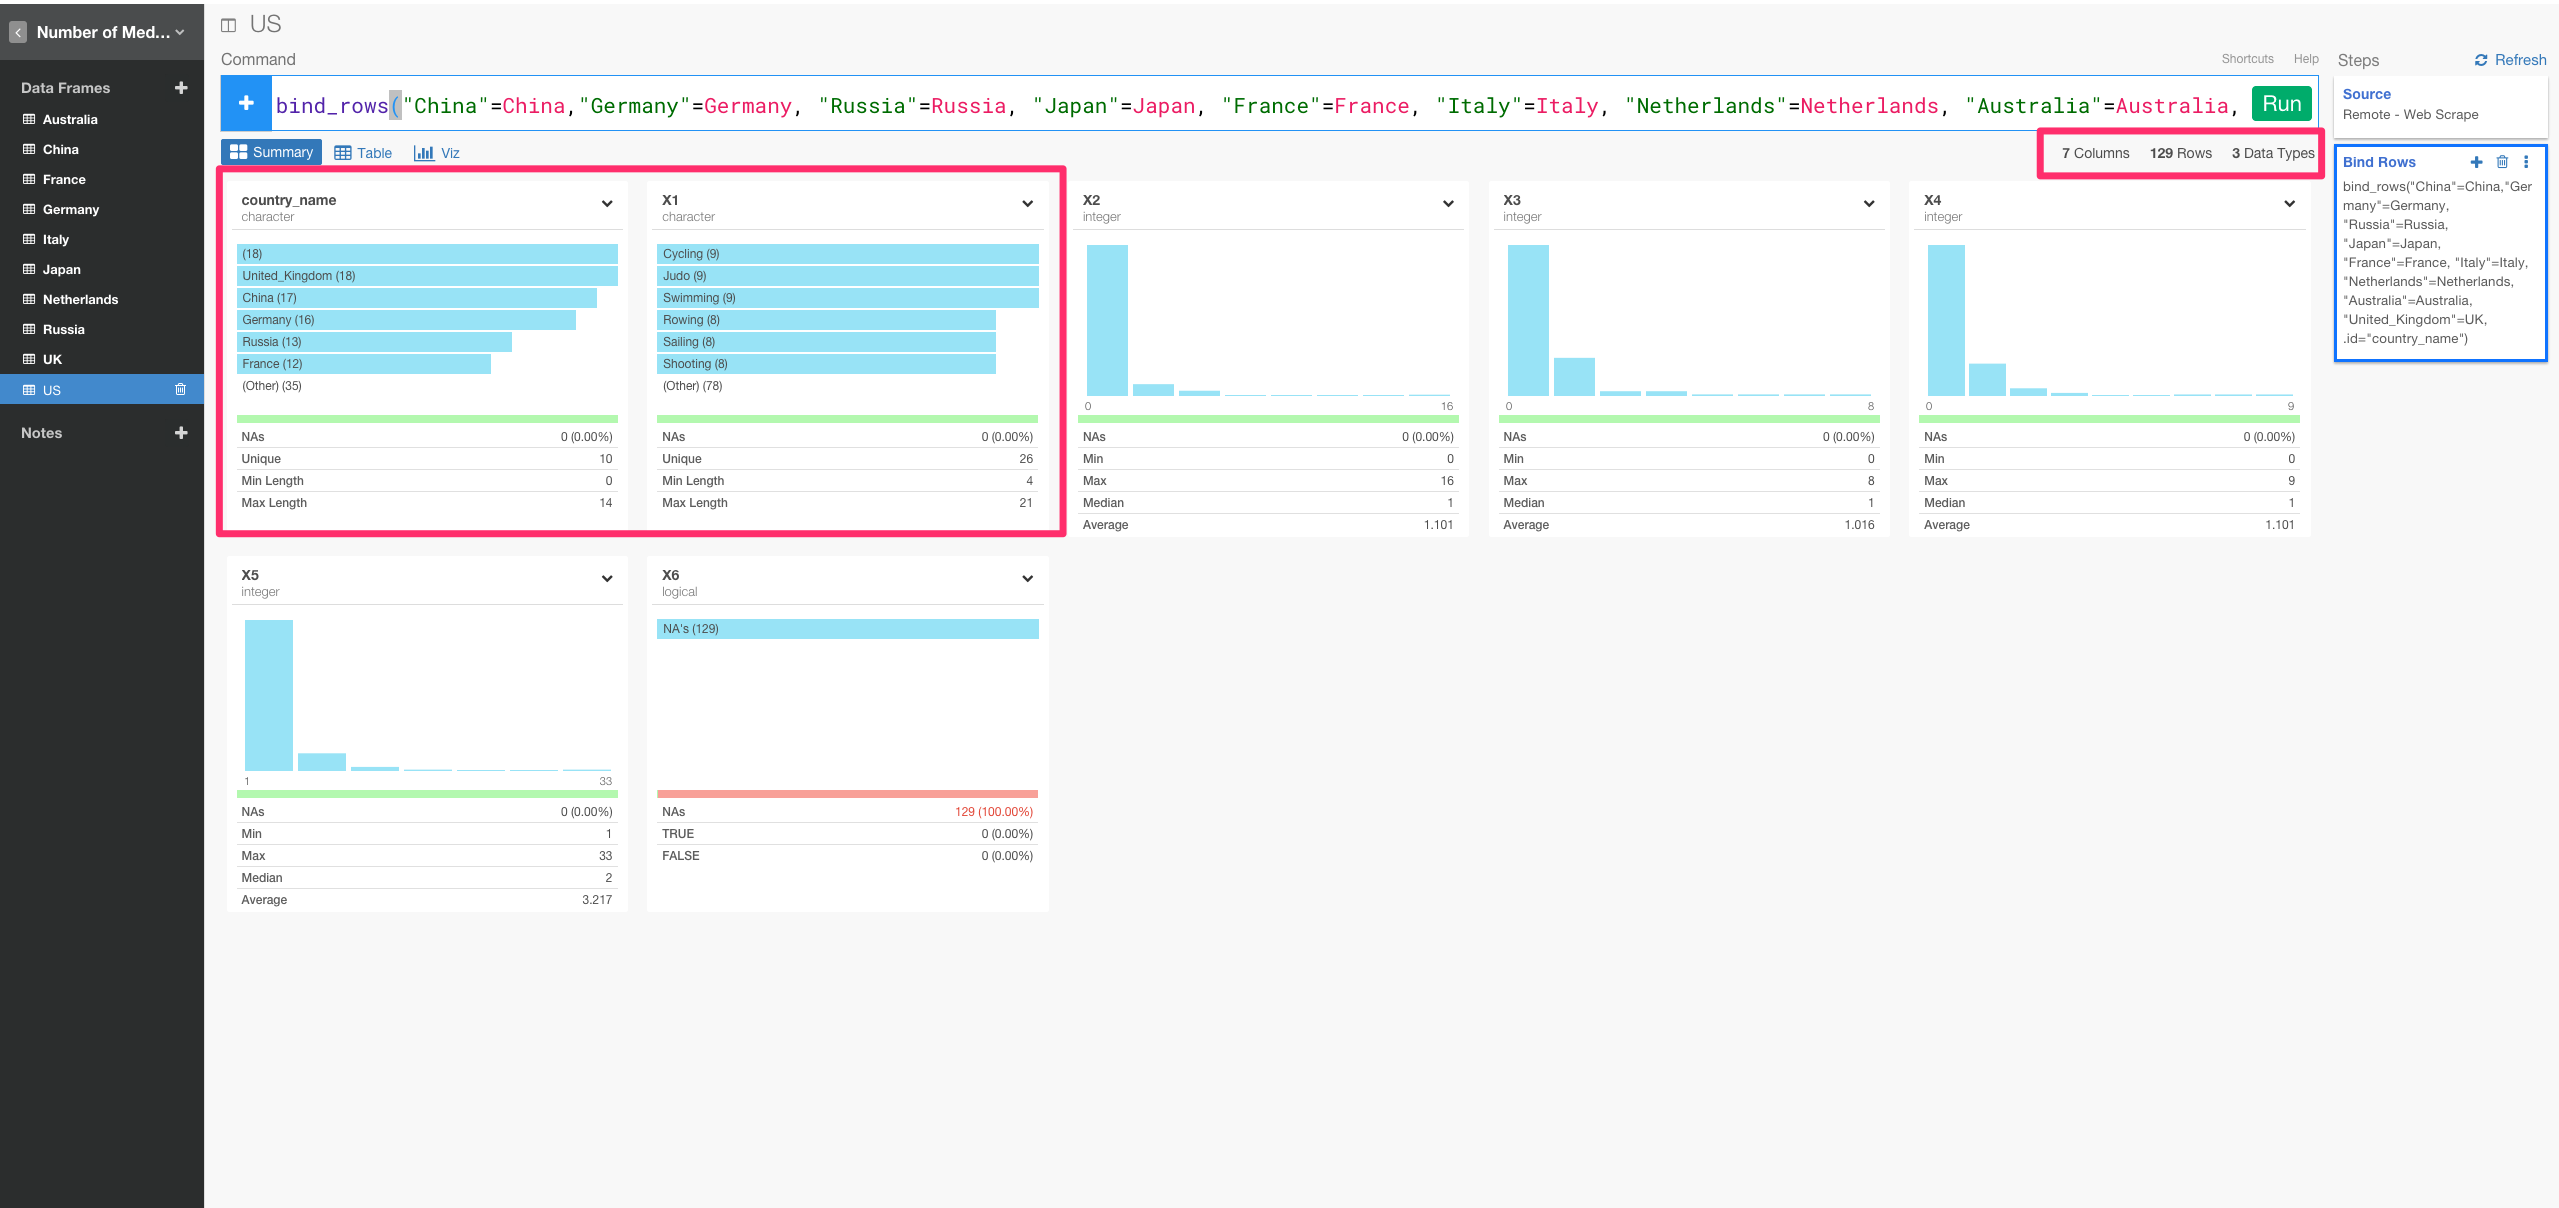 Number of Med...
Data Frames
Australia
China
France
Germany
Italy
Japan
Netherlands
Russia
UK
US
Notes
US
Command
Shortcuts Help
bind_rows("China"=China,"Germany"=Germany, "Russia"=Russia, "Japan"=Japan, "France"=France, "Italy"=Italy, "Netherlands"=Netherlands, "Australia"=Australia,
Run
Summary Table Viz
7 Columns 129 Rows 3 Data Types
country_name
character
(18)
United_Kingdom (18)
China (17)
Germany (16)
Russia (13)
France (12)
(Other) (35)
NAs 0 (0.00%)
Unique 10
Min Length 0
Max Length 14
X1
character
Cycling (9)
Judo (9)
Swimming (9)
Rowing (8)
Sailing (8)
Shooting (8)
(Other) (78)
NAs 0 (0.00%)
Unique 26
Min Length 4
Max Length 21
X2
integer
0 16
NAs 0 (0.00%)
Min 0
Max 16
Median 1
Average 1.101
X3
integer
0 8
NAs 0 (0.00%)
Min 0
Max 8
Median 1
Average 1.016
X4
integer
0 9
NAs 0 (0.00%)
Min 0
Max 9
Median 1
Average 1.101
X5
integer
1 33
NAs 0 (0.00%)
Min 1
Max 33
Median 2
Average 3.217
X6
logical
NA's (129)
NAs 129 (100.00%)
TRUE 0 (0.00%)
FALSE 0 (0.00%)
Steps Refresh
Source
Remote - Web Scrape
Bind Rows
bind_rows("China"=China,"Ger
many"=Germany,
"Russia"=Russia,
"Japan"=Japan,
"France"=France, "Italy"=Italy,
"Netherlands"=Netherlands,
"Australia"=Australia,
"United_Kingdom"=UK,
.id="country_name")